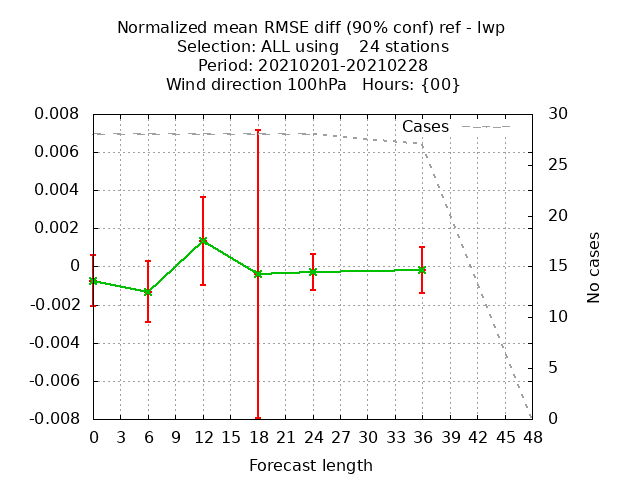 Normalized mean RMSE diff (90% conf) ref - lwp
Selection: ALL using    24 stations
Period: 20210201-20210228
Wind direction 100hPa   Hours: {00}
0.008
0.006
0.004
0.002
0
-0.002
-0.004
-0.006
-0.008
Cases
30
25
20
15
10
5
0
No cases
0 3 6 9 12 15 18 21 24 27 30 33 36 39 42 45 48
Forecast length